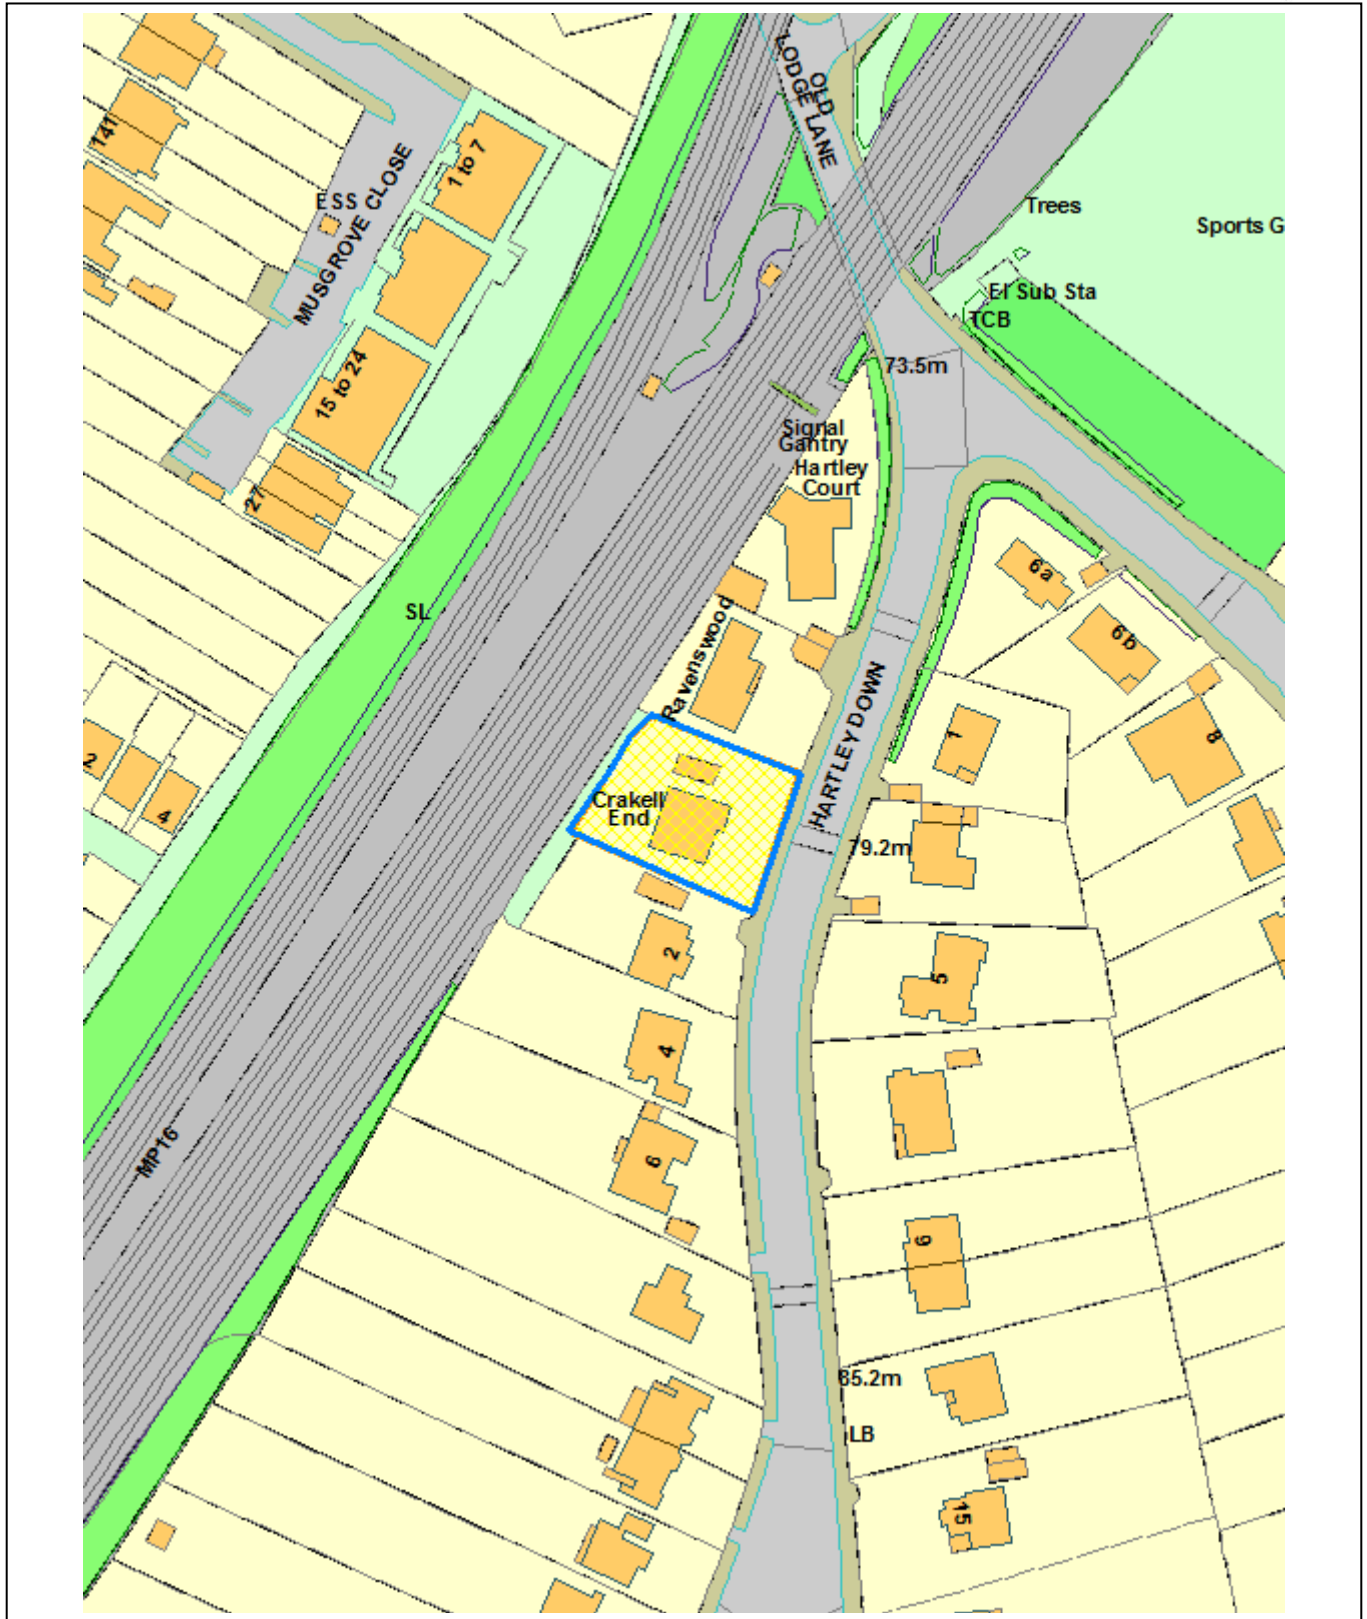 OLD
LODGE LANE
141
1 to 7
ESS
MUSGROVE CLOSE
Trees
Sports G
El Sub Sta
TCB
73.5m
15 to 24
Signal
Gantry
Hartley
Court
27
6a
6b
SL
Ravenswood
HARTLEY DOWN
1
8
2
4
Crakell
End
79.2m
2
5
4
MP16
6
9
85.2m
LB
15